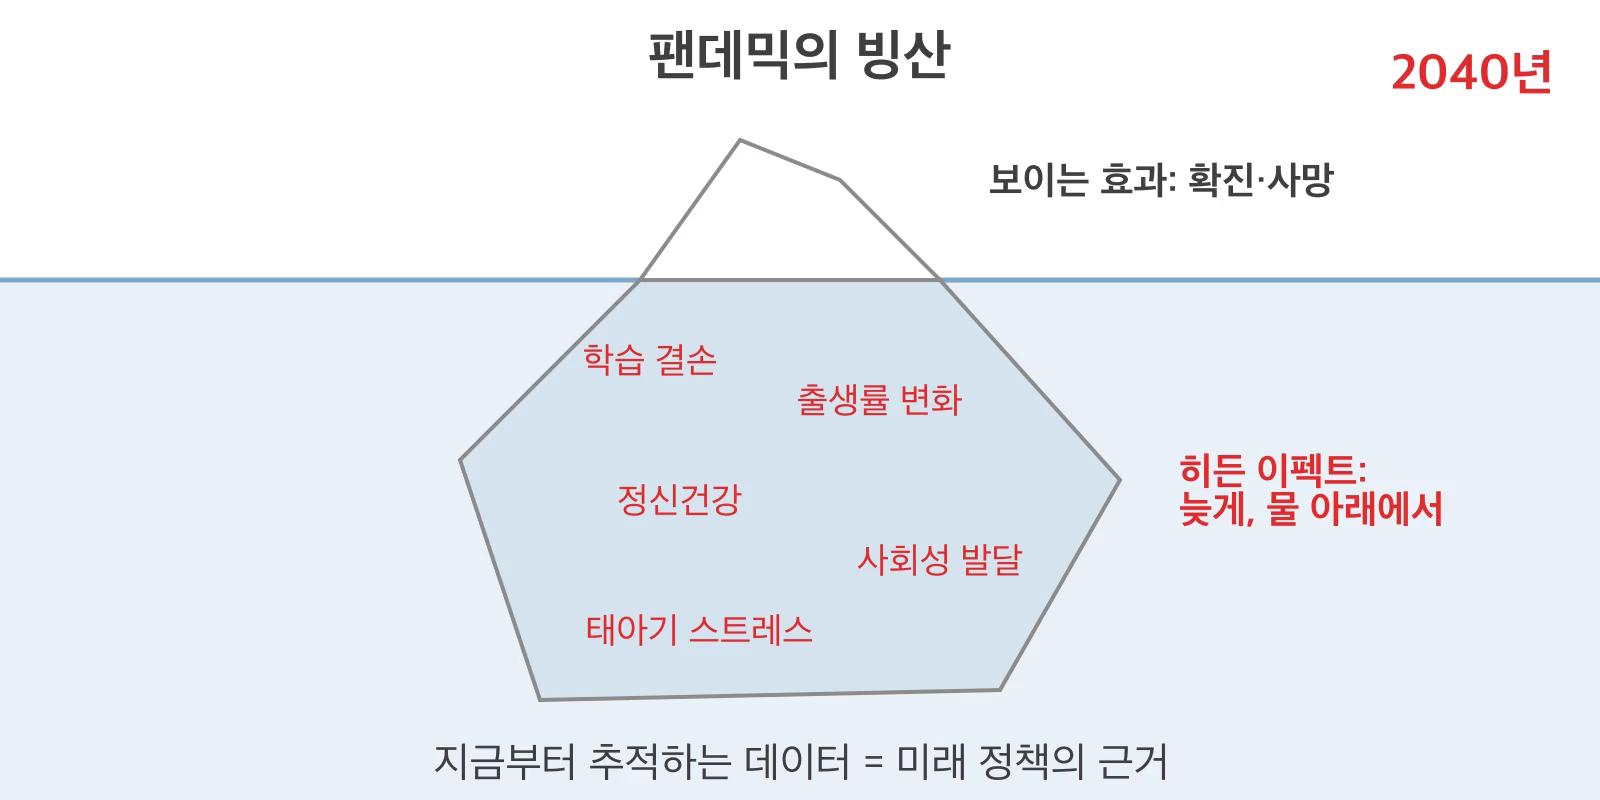 팬데믹의 빙산
2040년
보이는 효과: 확진·사망
학습 결손
출생률 변화
히든 이펙트:
늦게, 물 아래에서
정신건강
사회성 발달
태아기 스트레스
지금부터 추적하는 데이터 = 미래 정책의 근거